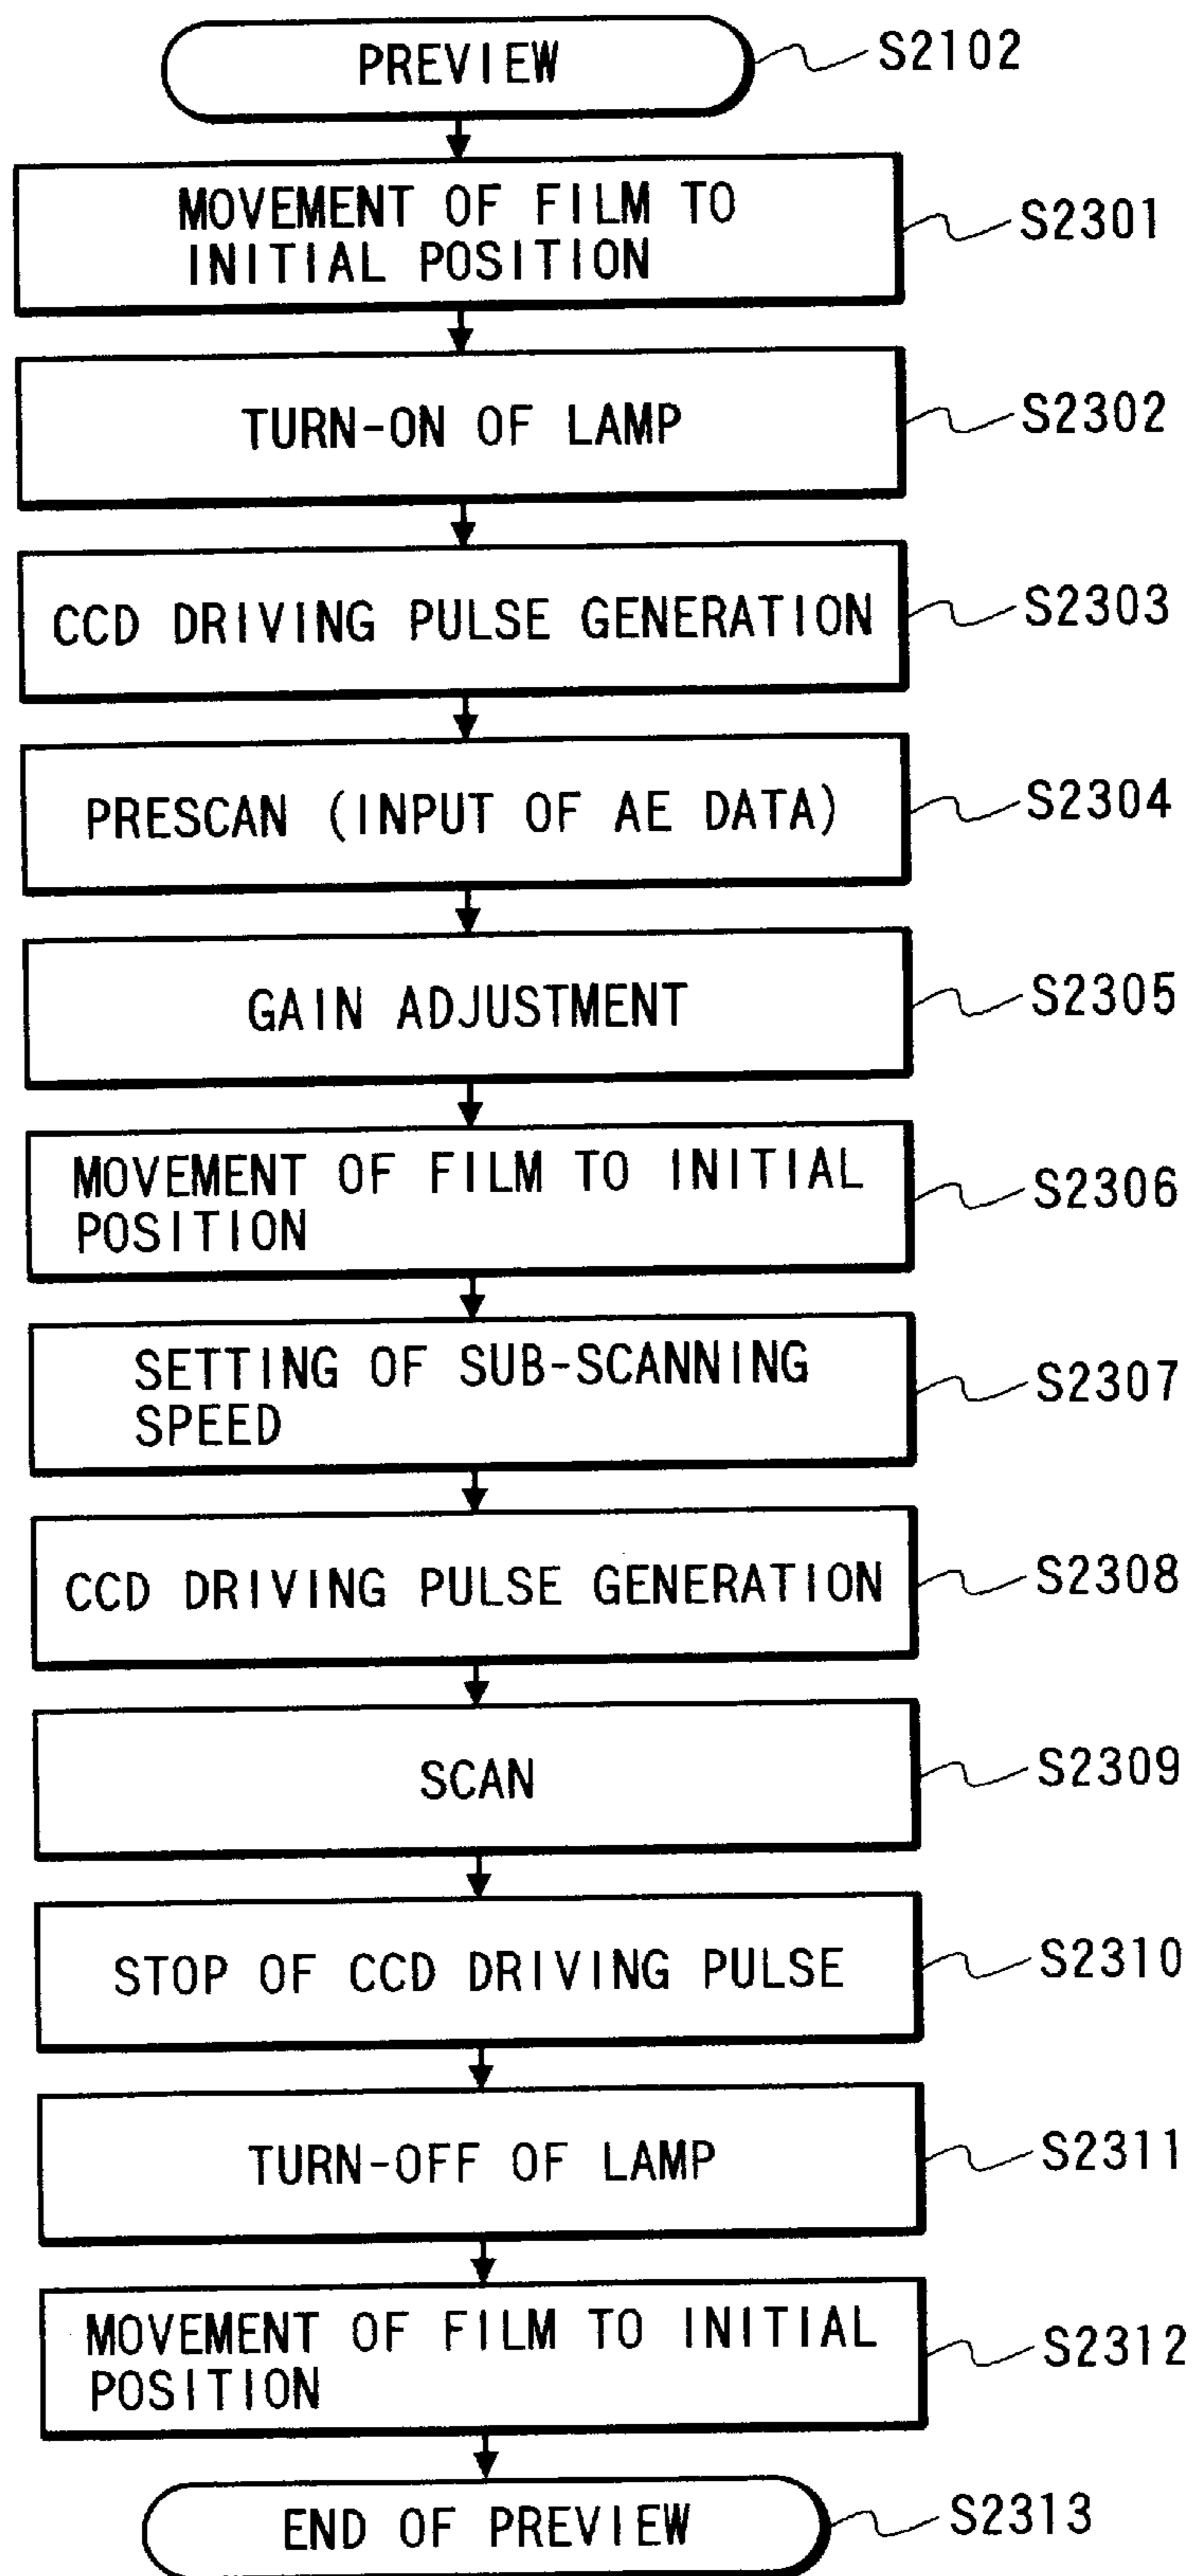 PREVIEW
S2102
MOVEMENT OF FILM TO
INITIAL POSITION
S2301
TURN-ON OF LAMP
S2302
CCD DRIVING PULSE GENERATION
S2303
PRESCAN (INPUT OF AE DATA)
S2304
GAIN ADJUSTMENT
S2305
MOVEMENT OF FILM TO INITIAL
POSITION
S2306
SETTING OF SUB-SCANNING
SPEED
S2307
CCD DRIVING PULSE GENERATION
S2308
SCAN
S2309
STOP OF CCD DRIVING PULSE
S2310
TURN-OFF OF LAMP
S2311
MOVEMENT OF FILM TO INITIAL
POSITION
S2312
END OF PREVIEW
S2313